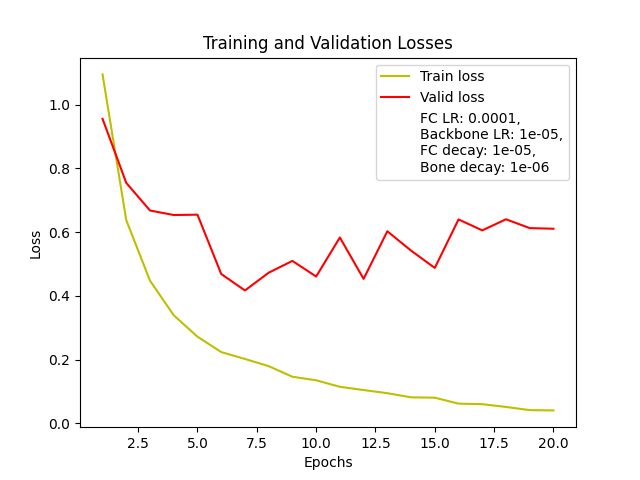 Training and Validation Losses
Train loss
Valid loss
FC LR: 0.0001,
Backbone LR: 1e-05,
FC decay: 1e-05,
Bone decay: 1e-06
Loss
1.0
0.8
0.6
0.4
0.2
0.0
2.5 5.0 7.5 10.0 12.5 15.0 17.5 20.0
Epochs